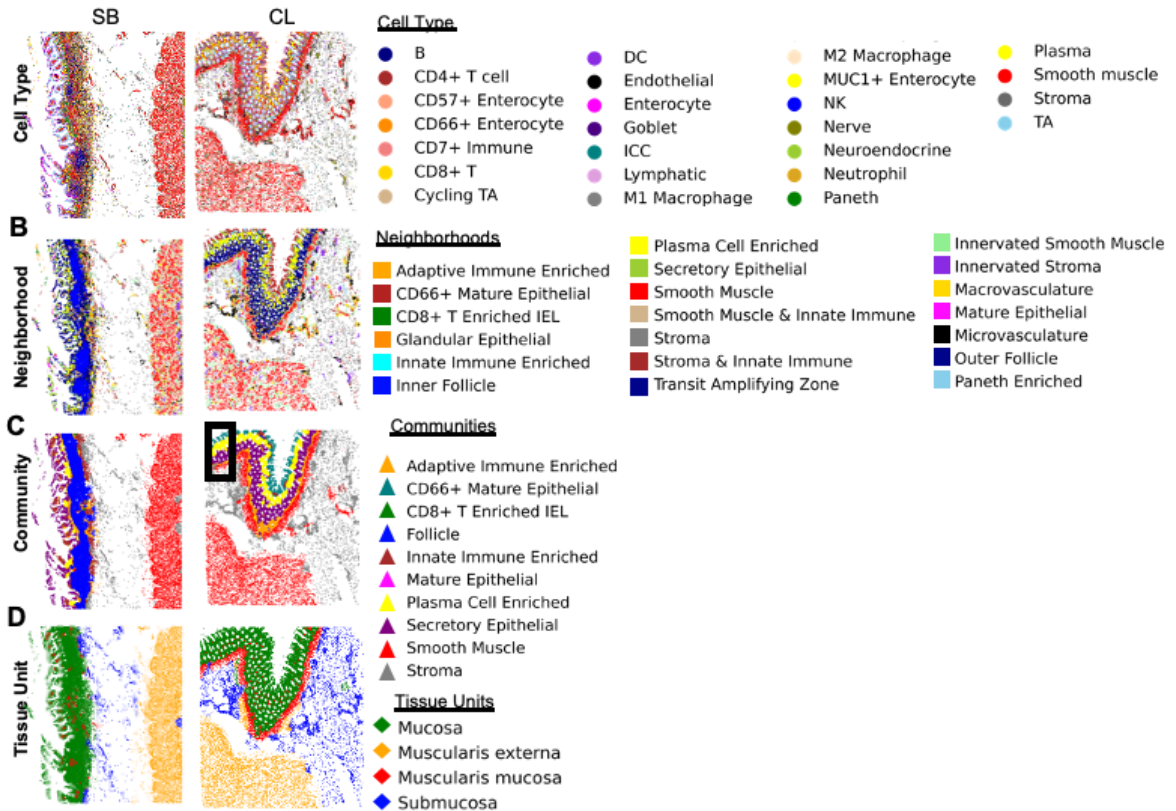 SB CL
Cell Type
Cell Type
B
CD4+ T cell
CD57+ Enterocyte
CD66+ Enterocyte
CD7+ Immune
CD8+ T
Cycling TA
DC
Endothelial
Enterocyte
Goblet
ICC
Lymphatic
M1 Macrophage
M2 Macrophage
MUC1+ Enterocyte
NK
Nerve
Neuroendocrine
Neutrophil
Paneth
Plasma
Smooth muscle
Stroma
TA
B
Neighborhood
Neighborhoods
Adaptive Immune Enriched
CD66+ Mature Epithelial
CD8+ T Enriched IEL
Glandular Epithelial
Innate Immune Enriched
Inner Follicle
Plasma Cell Enriched
Secretory Epithelial
Smooth Muscle
Smooth Muscle & Innate Immune
Stroma
Stroma & Innate Immune
Transit Amplifying Zone
Innervated Smooth Muscle
Innervated Stroma
Macrovasculature
Mature Epithelial
Microvasculature
Outer Follicle
Paneth Enriched
C
Community
Communities
Adaptive Immune Enriched
CD66+ Mature Epithelial
CD8+ T Enriched IEL
Follicle
Innate Immune Enriched
Mature Epithelial
Plasma Cell Enriched
Secretory Epithelial
Smooth Muscle
Stroma
D
Tissue Unit
Tissue Units
Mucosa
Muscularis externa
Muscularis mucosa
Submucosa